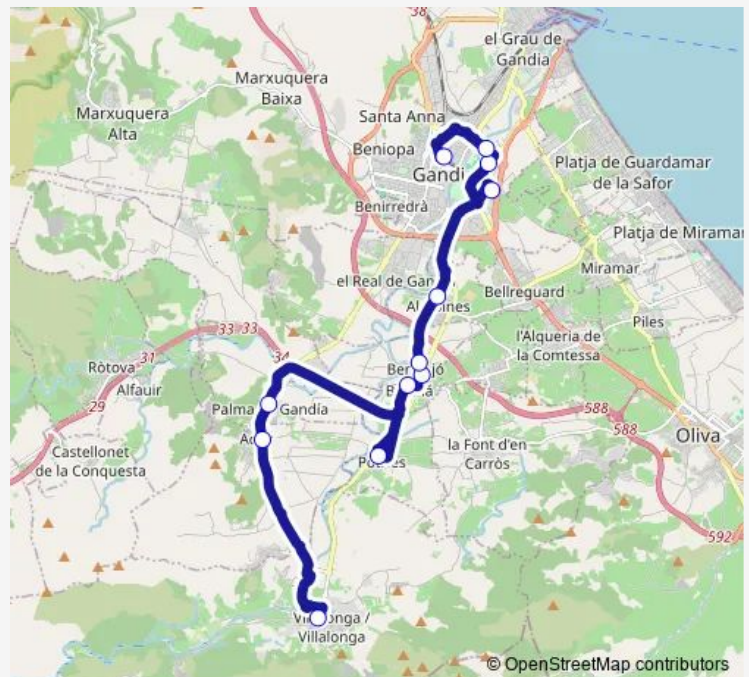 38
el Grau de
Gandia
Marxuquera
Baixa
Marxuquera
Alta
Santa Anna
Beniopa
Gandi
Platja de Guardamar
de la Safor
Benirredrà
Platja de Miramar
el Real de Gan
Miramar
Bellreguard
Piles
33 33
34
l'Alqueria de
la Comtessa
31
Ròtova
Alfauir
29
Palma
Gandía
588
588
Oliva
Castellonet
de la Conquesta
la Font d'en
Carròs
592
Villalonga
© OpenStreetMap contributors